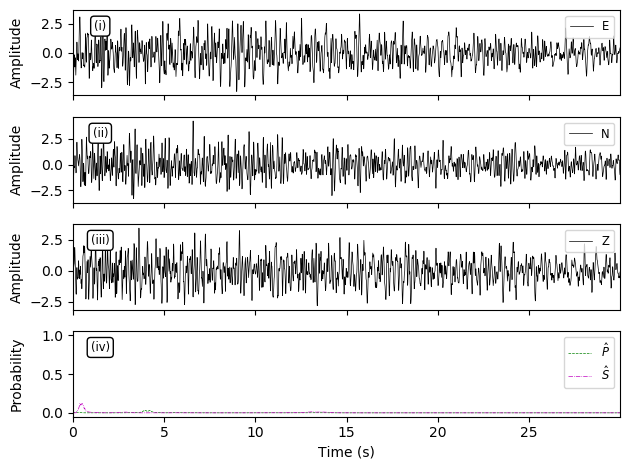 Amplitude
2.5
0.0
−2.5
(i)
E
Amplitude
2.5
0.0
−2.5
(ii)
N
Amplitude
2.5
0.0
−2.5
(iii)
Z
Probability
1.0
0.5
0.0
(iv)
P̂
Ŝ
0 5 10 15 20 25
Time (s)